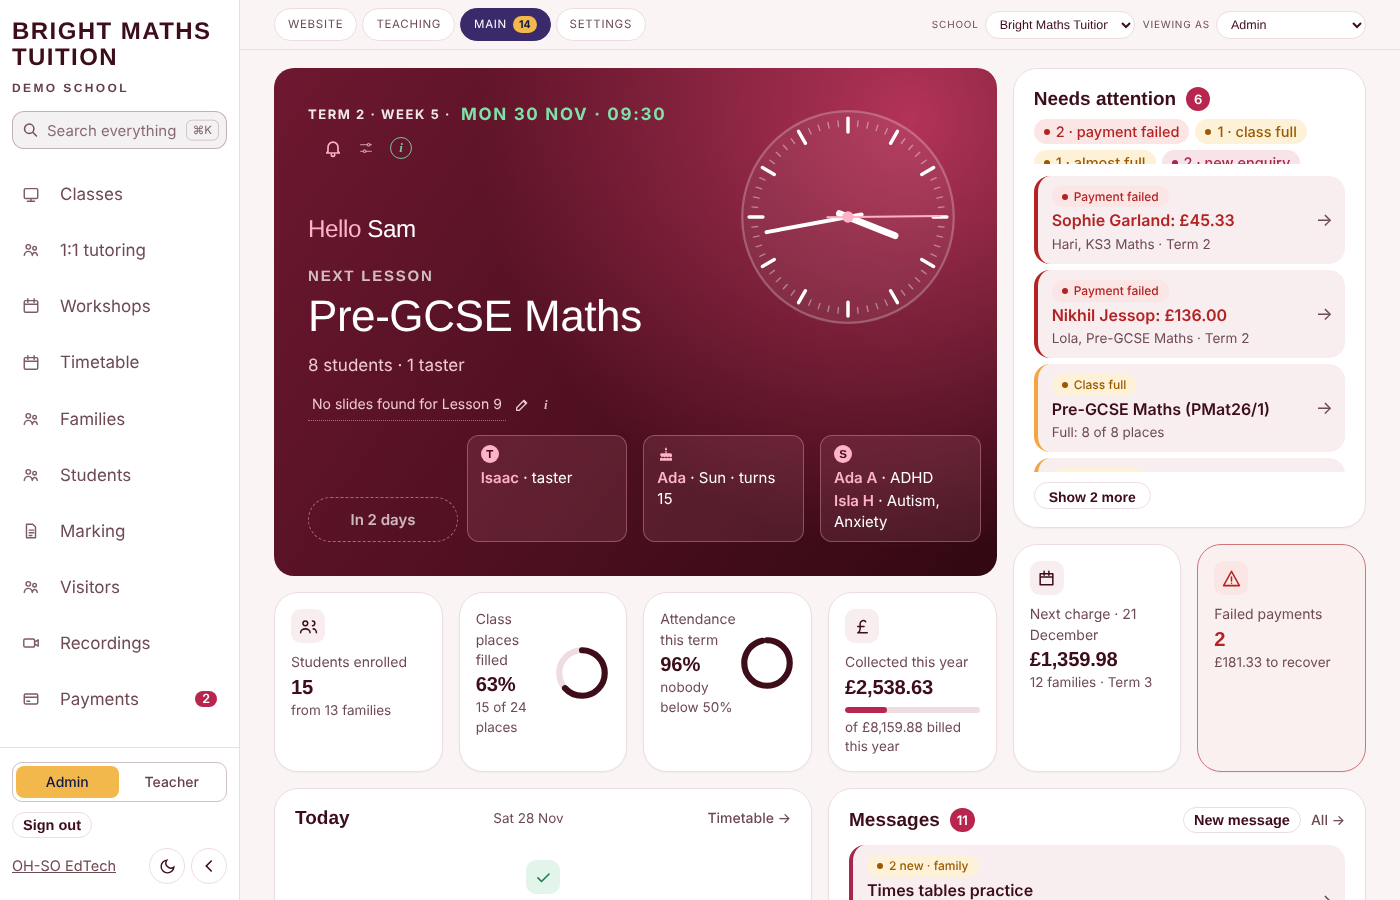 BRIGHT MATHS
TUITION
DEMO SCHOOL
Search everything ⌘K
Classes
1:1 tutoring
Workshops
Timetable
Families
Students
Marking
Visitors
Recordings
Payments 2
Admin Teacher
Sign out
OH-SO EdTech
WEBSITE TEACHING MAIN 14 SETTINGS
SCHOOL Bright Maths Tuition VIEWING AS Admin
TERM 2 · WEEK 5 · MON 30 NOV · 09:30
i
Hello Sam
NEXT LESSON
Pre-GCSE Maths
8 students · 1 taster
No slides found for Lesson 9 i
In 2 days
T
Isaac · taster
Ada · Sun · turns
15
S
Ada A · ADHD
Isla H · Autism,
Anxiety
Needs attention 6
2 · payment failed 1 · class full
1 · almost full 2 · new enquiry
Payment failed
Sophie Garland: £45.33
Hari, KS3 Maths · Term 2
Payment failed
Nikhil Jessop: £136.00
Lola, Pre-GCSE Maths · Term 2
Class full
Pre-GCSE Maths (PMat26/1)
Full: 8 of 8 places
Show 2 more
Students enrolled
15
from 13 families
Class
places
filled
63%
15 of 24
places
Attendance
this term
96%
nobody
below 50%
£
Collected this year
£2,538.63
of £8,159.88 billed
this year
Next charge · 21
December
£1,359.98
12 families · Term 3
Failed payments
2
£181.33 to recover
Today Sat 28 Nov Timetable →
Messages 11 New message All →
2 new · family
Times tables practice